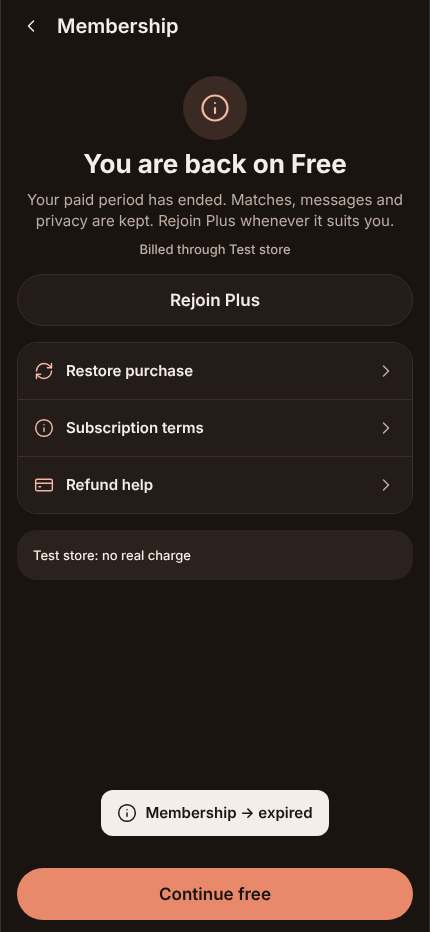 Membership
You are back on Free
Your paid period has ended. Matches, messages and
privacy are kept. Rejoin Plus whenever it suits you.
Billed through Test store
Rejoin Plus
Restore purchase
Subscription terms
Refund help
Test store: no real charge
Membership → expired
Continue free